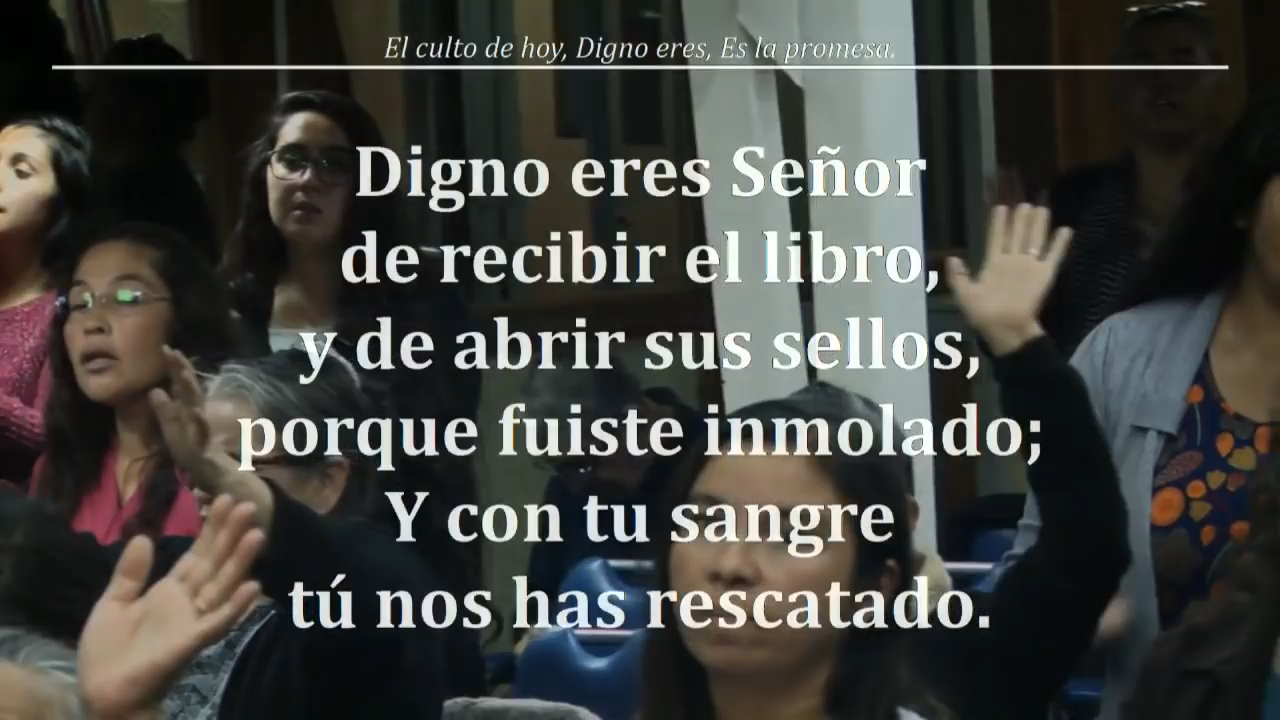 El culto de hoy, Digno eres, Es la promesa.
Digno eres Señor
de recibir el libro,
y de abrir sus sellos,
porque fuiste inmolado;
Y con tu sangre
tú nos has rescatado.